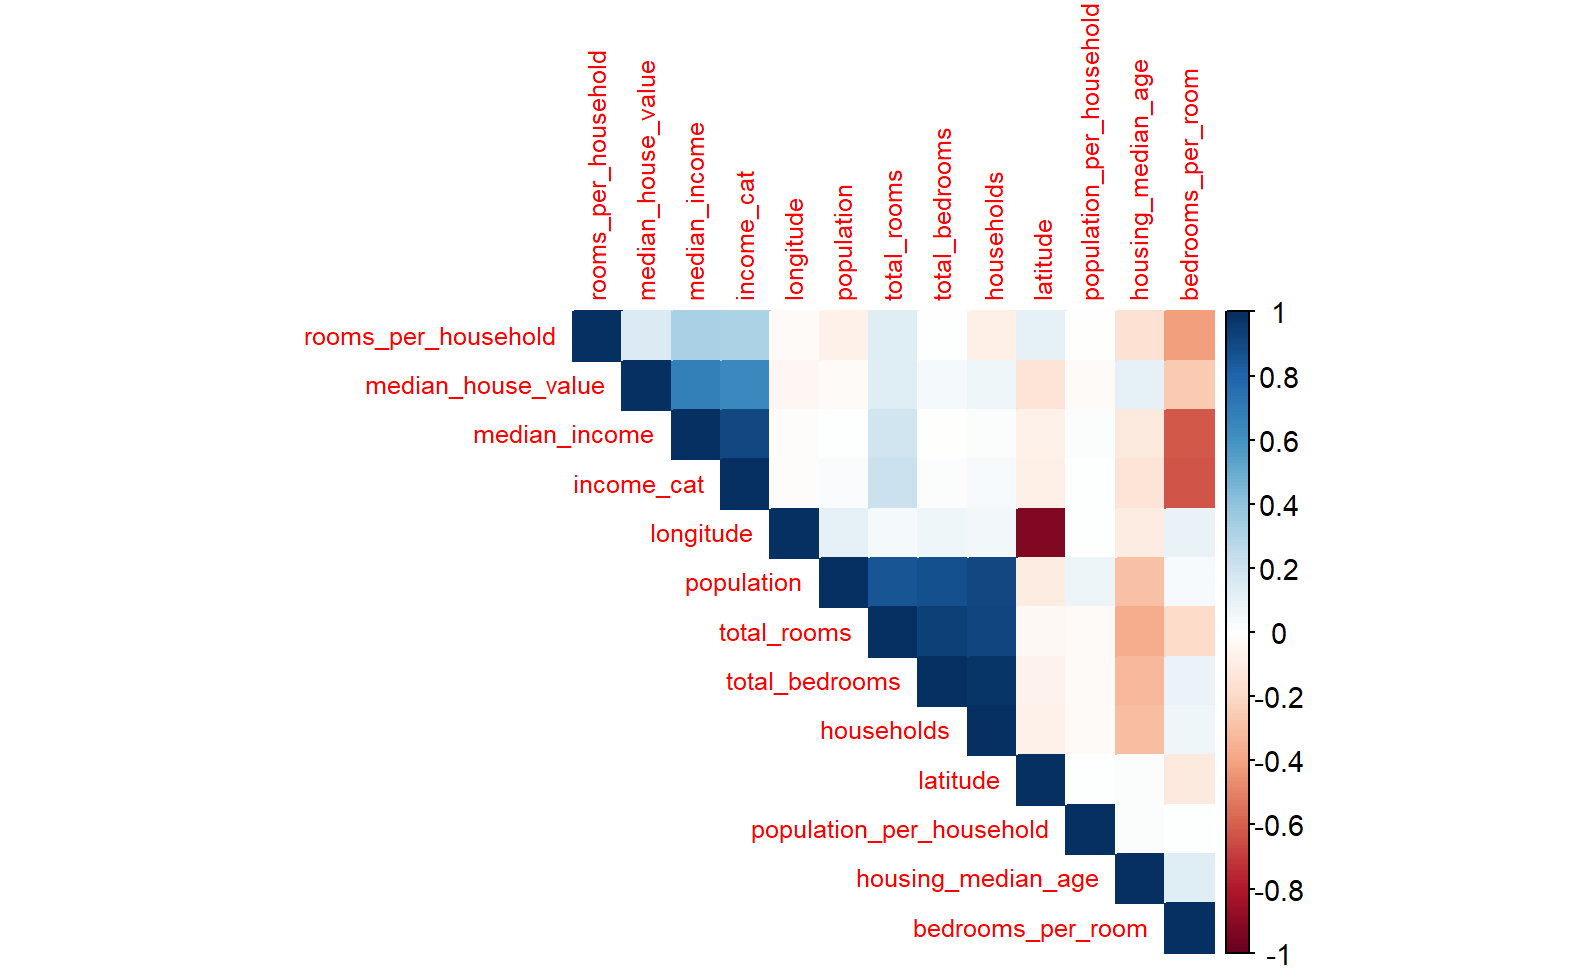 rooms_per_household
median_house_value
median_income
income_cat
longitude
population
total_rooms
total_bedrooms
households
latitude
population_per_household
housing_median_age
bedrooms_per_room
rooms_per_household
median_house_value
median_income
income_cat
longitude
population
total_rooms
total_bedrooms
households
latitude
population_per_household
housing_median_age
bedrooms_per_room
1
0.8
0.6
0.4
0.2
0
-0.2
-0.4
-0.6
-0.8
-1